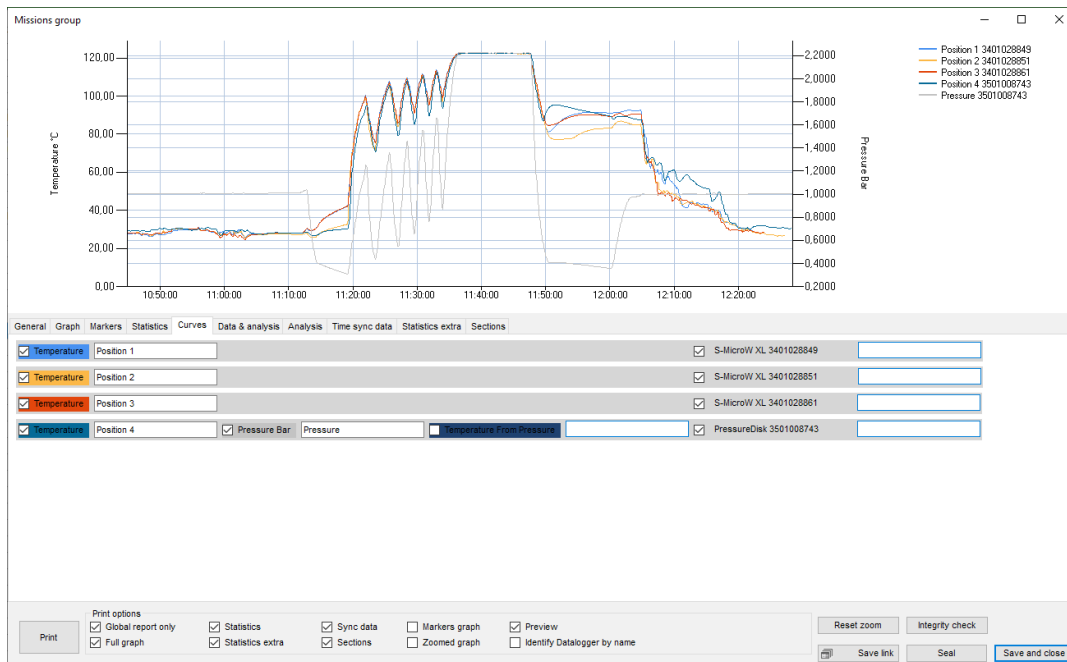 Missions group
120,00
100,00
80,00
60,00
40,00
20,00
0,00
Temperature °C
2,2000
2,0000
1,8000
1,6000
1,4000
1,2000
1,0000
0,8000
0,6000
0,4000
0,2000
Pressure Bar
10:50:00 11:00:00 11:10:00 11:20:00 11:30:00 11:40:00 11:50:00 12:00:00 12:10:00 12:20:00
Position 1 3401028849
Position 2 3401028851
Position 3 3401028861
Position 4 3501008743
Pressure 3501008743
General Graph Markers Statistics Curves Data & analysis Analysis Time sync data Statistics extra Sections
Temperature Position 1 S-MicroW XL 3401028849
Temperature Position 2 S-MicroW XL 3401028851
Temperature Position 3 S-MicroW XL 3401028861
Temperature Position 4 Pressure Bar Pressure Temperature From Pressure PressureDisk 3501008743
Print options
Print
Global report only Statistics Sync data Markers graph Preview
Full graph Statistics extra Sections Zoomed graph Identify Datalogger by name
Reset zoom Integrity check
Save link Seal Save and close